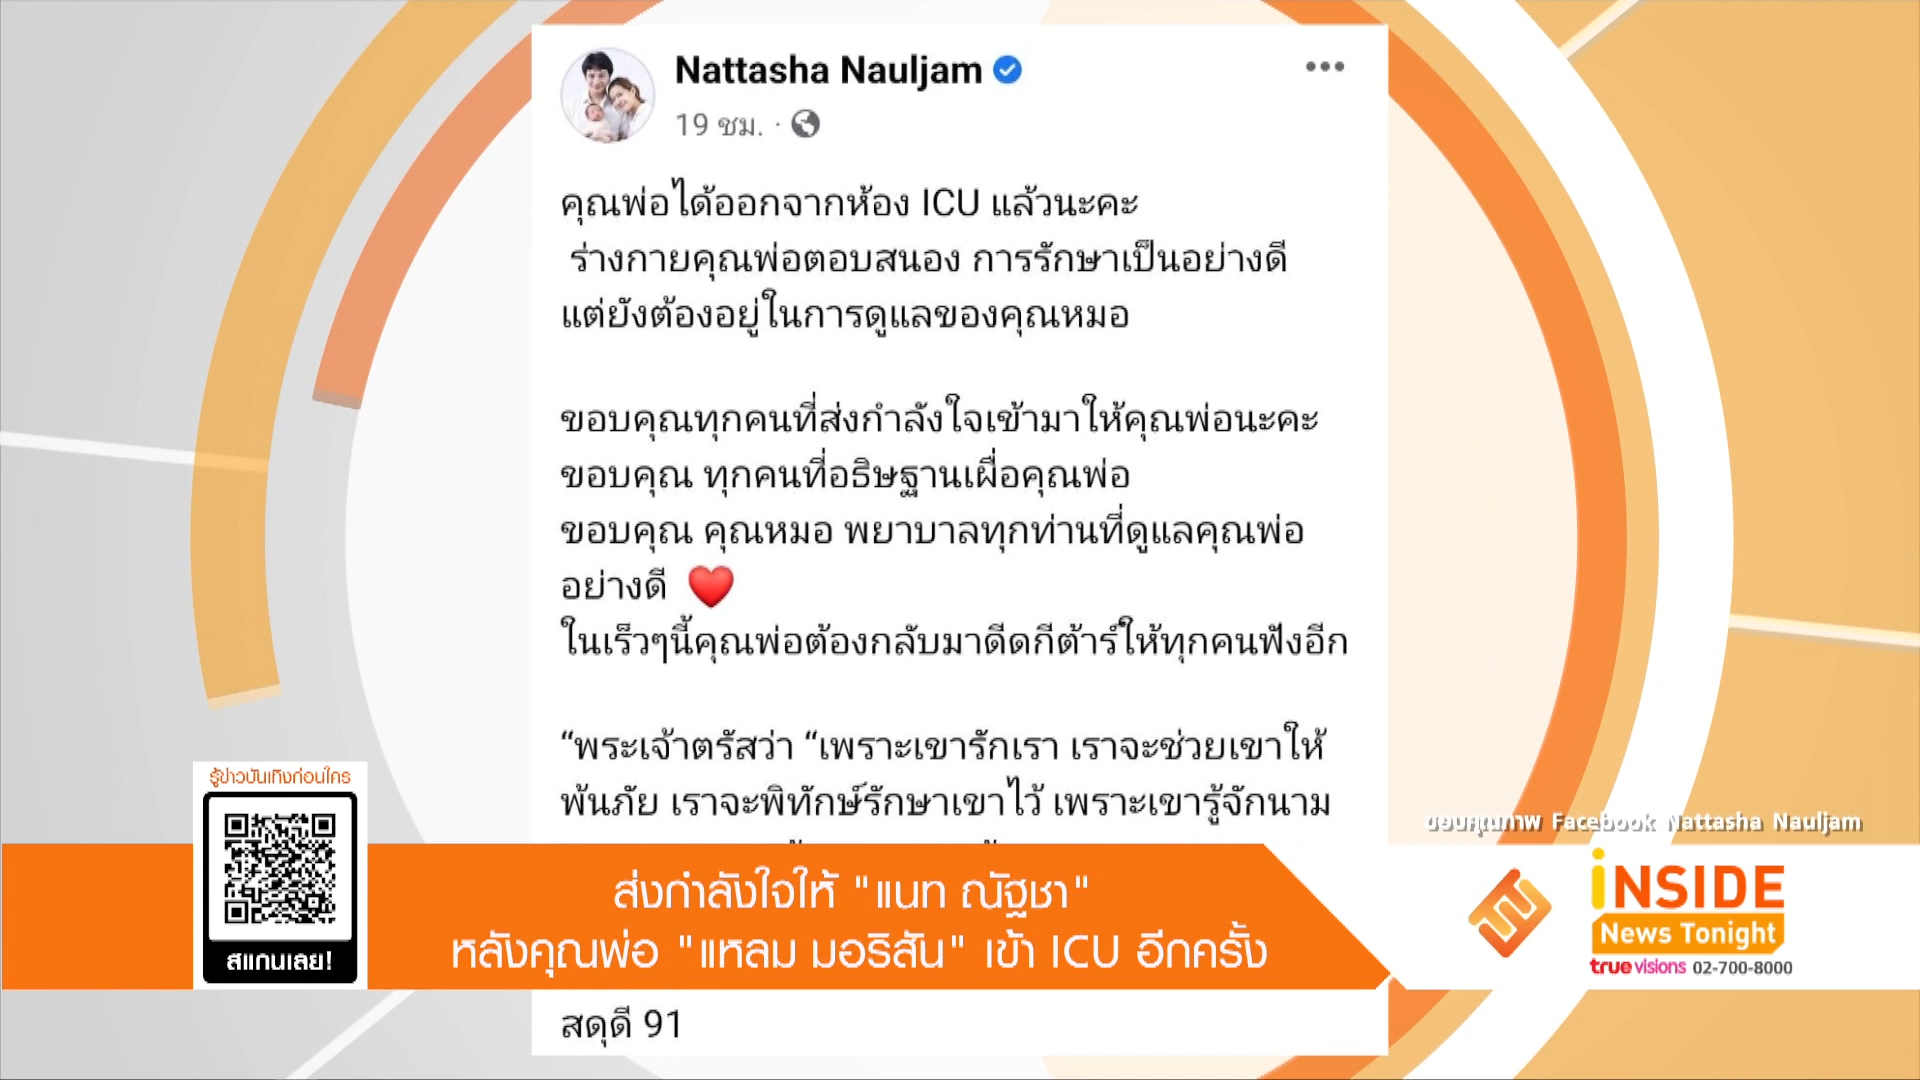 Nattasha Nauljam
19 ชม.
คุณพ่อได้ออกจากห้อง ICU แล้วนะคะ
ร่างกายคุณพ่อตอบสนอง การรักษาเป็นอย่างดี
แต่ยังต้องอยู่ในการดูแลของคุณหมอ
ขอบคุณทุกคนที่ส่งกำลังใจเข้ามาให้คุณพ่อนะคะ
ขอบคุณ ทุกคนที่อธิษฐานเผื่อคุณพ่อ
ขอบคุณ คุณหมอ พยาบาลทุกท่านที่ดูแลคุณพ่อ
อย่างดี ❤️
ในเร็วๆนี้คุณพ่อต้องกลับมาดีดกีต้าร์ให้ทุกคนฟังอีก
“พระเจ้าตรัสว่า “เพราะเขารักเรา เราจะช่วยเขาให้
พ้นภัย เราจะพิทักษ์รักษาเขาไว้ เพราะเขารู้จักนาม
สดุดี 91
รู้ข่าวบันเทิงก่อนใคร
สแกนเลย!
ส่งกำลังใจให้ "แนท ณัฐชา"
หลังคุณพ่อ "แหลม มอริสัน" เข้า ICU อีกครั้ง
ขอบคุณภาพ Facebook Nattasha Nauljam
iNSIDE
News Tonight
truevisions 02-700-8000